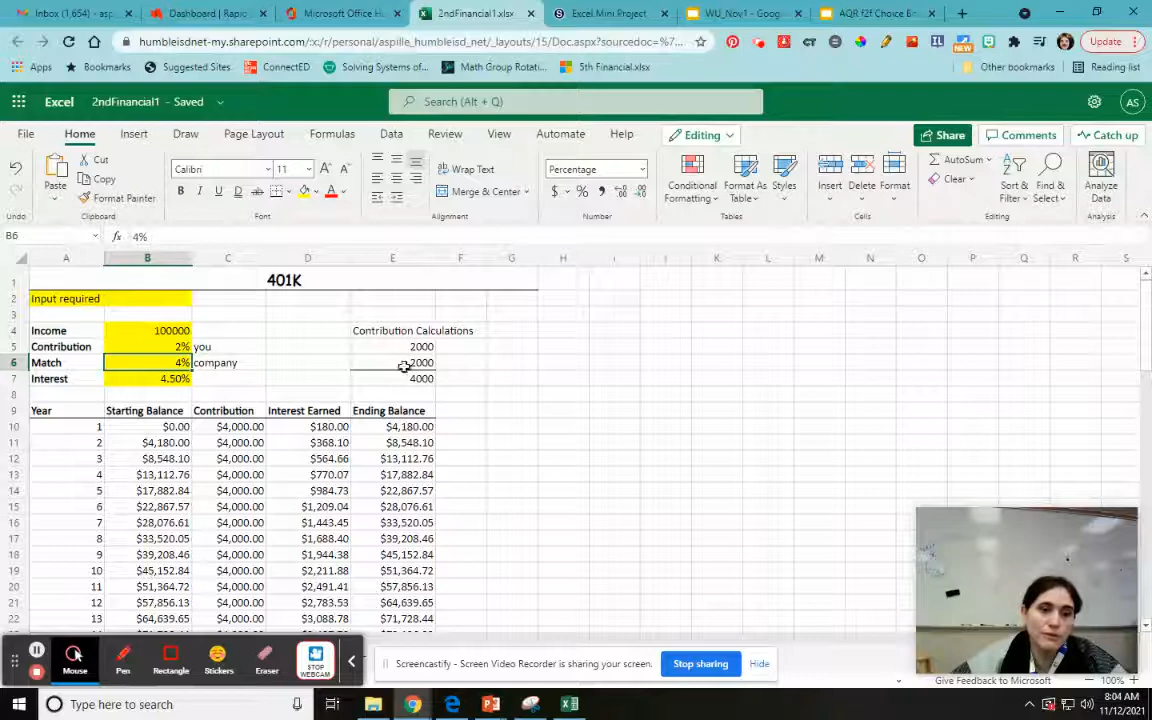 Inbox (1,654) – asp
Dashboard | Rapid
Microsoft Office H
2ndFinancial1.xlsx
Excel Mini Project
WU_Nov1 - Goog
AQR f2f Choice B
humbleisdnet-my.sharepoint.com/:x:/r/personal/aspille_humbleisd_net/_layouts/15/Doc.aspx?sourcedoc=%7...
Update
Apps Bookmarks Suggested Sites ConnectED Solving Systems of... Math Group Rotati... 5th Financial.xlsx Other bookmarks Reading list
Excel 2ndFinancial1 - Saved Search (Alt + Q) AS
File Home Insert Draw Page Layout Formulas Data Review View Automate Help Editing Share Comments Catch up
Paste Cut Copy Format Painter
Calibri 11
Wrap Text
Merge & Center
Percentage
Conditional Formatting Format As Table Styles
Insert Delete Format
AutoSum Clear
Sort & Filter Find & Select
Analyze Data
Undo Clipboard Font Alignment Number Tables Cells Editing Analysis
B6 fx 4%
A B C D E F G H I J K L M N O P Q R S
1 401K
2 Input required
3
4 Income 100000 Contribution Calculations
5 Contribution 2% you 2000
6 Match 4% company 2000
7 Interest 4.50% 4000
8
9 Year Starting Balance Contribution Interest Earned Ending Balance
10 1 $0.00 $4,000.00 $180.00 $4,180.00
11 2 $4,180.00 $4,000.00 $368.10 $8,548.10
12 3 $8,548.10 $4,000.00 $564.66 $13,112.76
13 4 $13,112.76 $4,000.00 $770.07 $17,882.84
14 5 $17,882.84 $4,000.00 $984.73 $22,867.57
15 6 $22,867.57 $4,000.00 $1,209.04 $28,076.61
16 7 $28,076.61 $4,000.00 $1,443.45 $33,520.05
17 8 $33,520.05 $4,000.00 $1,688.40 $39,208.46
18 9 $39,208.46 $4,000.00 $1,944.38 $45,152.84
19 10 $45,152.84 $4,000.00 $2,211.88 $51,364.72
20 11 $51,364.72 $4,000.00 $2,491.41 $57,856.13
21 12 $57,856.13 $4,000.00 $2,783.53 $64,639.65
22 13 $64,639.65 $4,000.00 $3,088.78 $71,728.44
Mouse Pen Rectangle Stickers Eraser STOP WEBCAM
Screencastify - Screen Video Recorder is sharing your screen. Stop sharing Hide
Give Feedback to Microsoft 100%
Type here to search
8:04 AM
11/12/2021